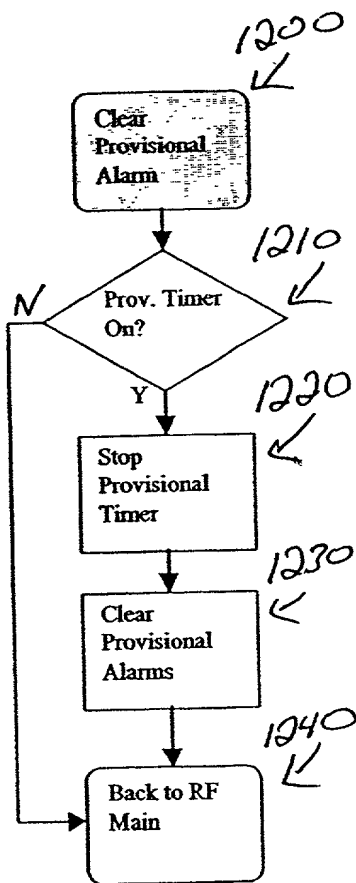 1200
Clear
Provisional
Alarm
1210
N
Prov. Timer
On?
Y
1220
Stop
Provisional
Timer
1230
Clear
Provisional
Alarms
1240
Back to RF
Main